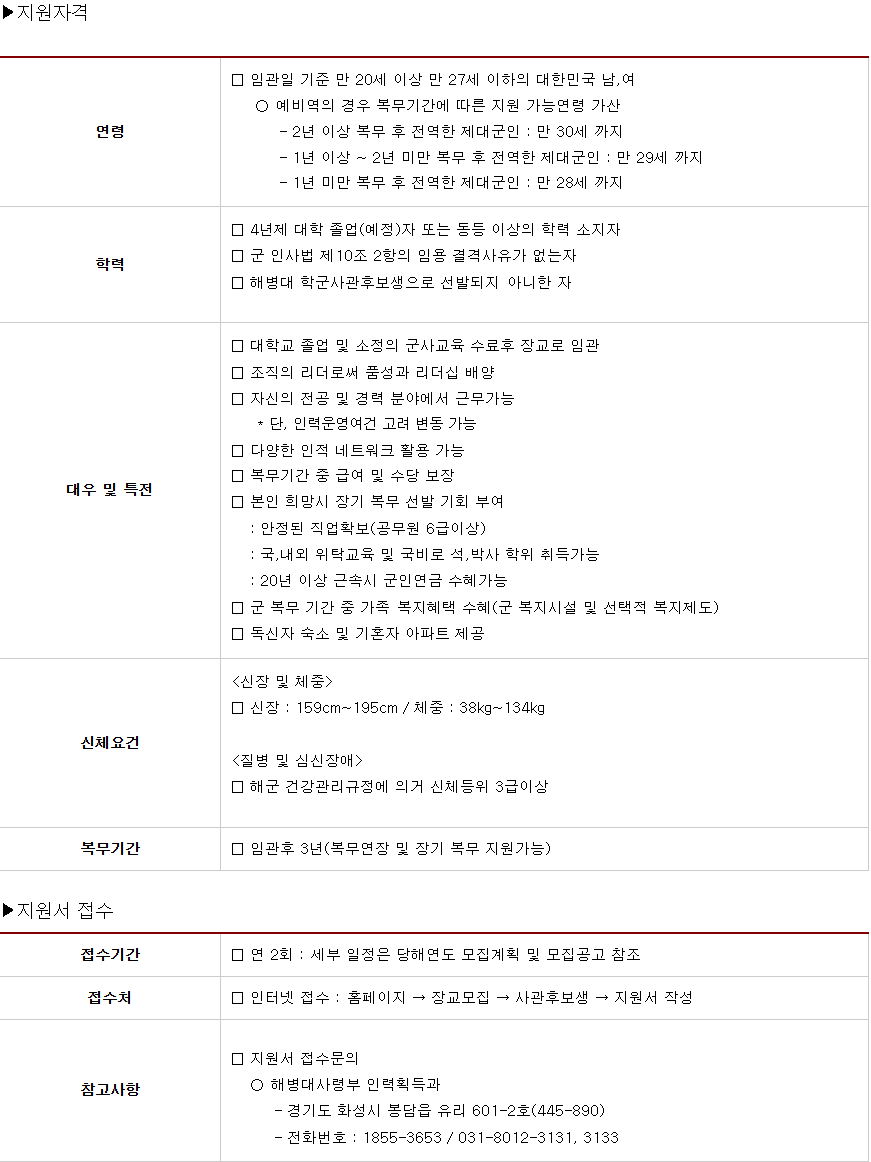 ▶지원자격
연령
□ 임관일 기준 만 20세 이상 만 27세 이하의 대한민국 남,여
○ 예비역의 경우 복무기간에 따른 지원 가능연령 가산
- 2년 이상 복무 후 전역한 제대군인 : 만 30세 까지
- 1년 이상 ~ 2년 미만 복무 후 전역한 제대군인 : 만 29세 까지
- 1년 미만 복무 후 전역한 제대군인 : 만 28세 까지
학력
□ 4년제 대학 졸업(예정)자 또는 동등 이상의 학력 소지자
□ 군 인사법 제10조 2항의 임용 결격사유가 없는자
□ 해병대 학군사관후보생으로 선발되지 아니한 자
대우 및 특전
□ 대학교 졸업 및 소정의 군사교육 수료후 장교로 임관
□ 조직의 리더로써 품성과 리더십 배양
□ 자신의 전공 및 경력 분야에서 근무가능
* 단, 인력운영여건 고려 변동 가능
□ 다양한 인적 네트워크 활용 가능
□ 복무기간 중 급여 및 수당 보장
□ 본인 희망시 장기 복무 선발 기회 부여
: 안정된 직업확보(공무원 6급이상)
: 국,내외 위탁교육 및 국비로 석,박사 학위 취득가능
: 20년 이상 근속시 군인연금 수혜가능
□ 군 복무 기간 중 가족 복지혜택 수혜(군 복지시설 및 선택적 복지제도)
□ 독신자 숙소 및 기혼자 아파트 제공
신체요건
<신장 및 체중>
□ 신장 : 159cm~195cm / 체중 : 38kg~134kg
<질병 및 심신장애>
□ 해군 건강관리규정에 의거 신체등위 3급이상
복무기간
□ 임관후 3년(복무연장 및 장기 복무 지원가능)
▶지원서 접수
접수기간
□ 연 2회 : 세부 일정은 당해연도 모집계획 및 모집공고 참조
접수처
□ 인터넷 접수 : 홈페이지 → 장교모집 → 사관후보생 → 지원서 작성
참고사항
□ 지원서 접수문의
○ 해병대사령부 인력획득과
- 경기도 화성시 봉담읍 유리 601-2호(445-890)
- 전화번호 : 1855-3653 / 031-8012-3131, 3133